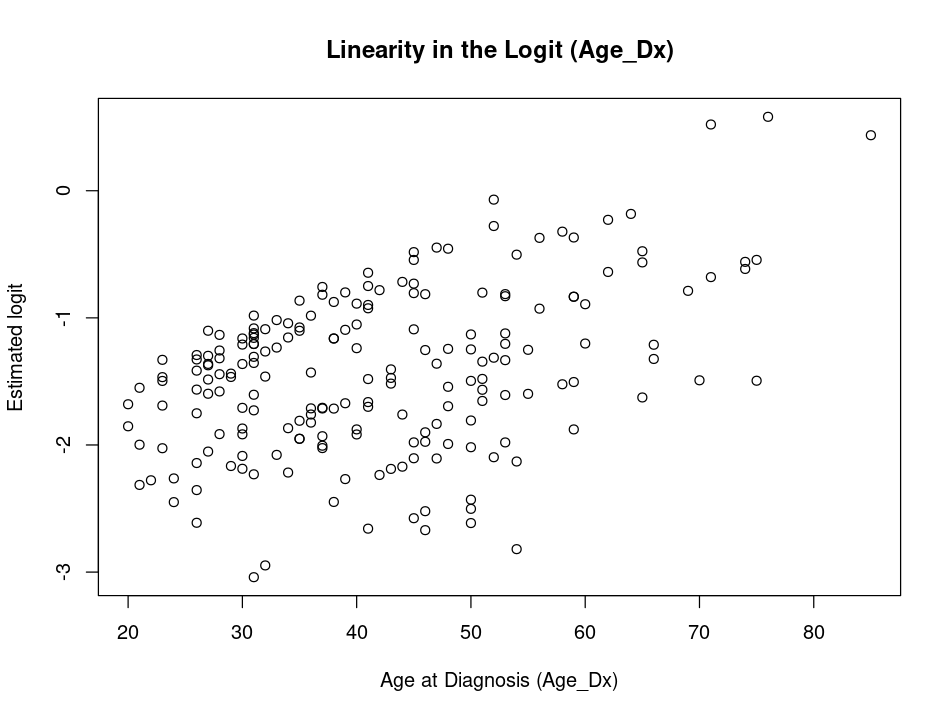 Linearity in the Logit (Age_Dx)
Estimated logit
0
-1
-2
-3
20 30 40 50 60 70 80
Age at Diagnosis (Age_Dx)